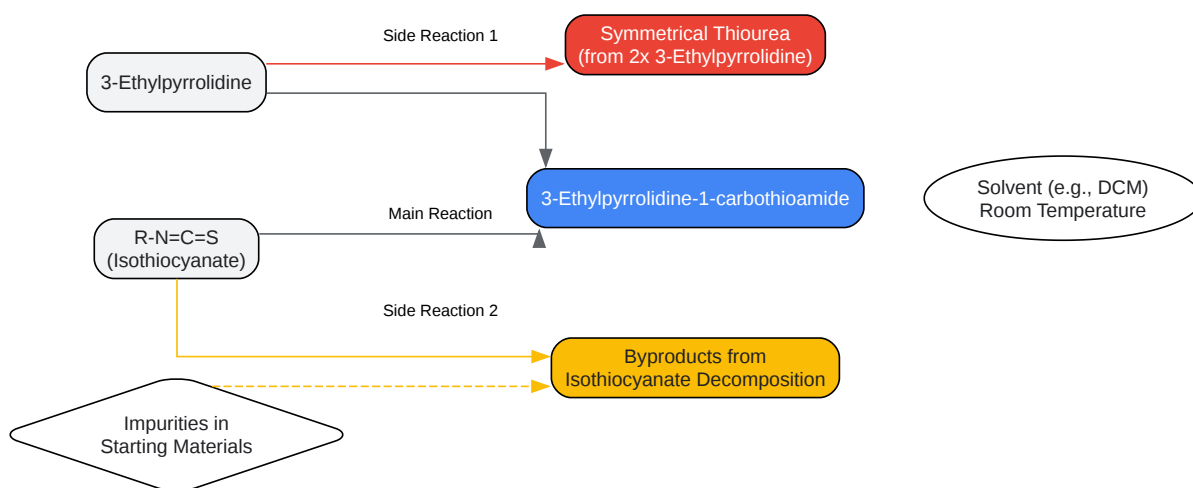 Side Reaction 1
Symmetrical Thiourea
(from 2x 3-Ethylpyrrolidine)
3-Ethylpyrrolidine
3-Ethylpyrrolidine-1-carbothioamide
Solvent (e.g., DCM)
Room Temperature
Main Reaction
R-N=C=S
(Isothiocyanate)
Side Reaction 2
Byproducts from
Isothiocyanate Decomposition
Impurities in
Starting Materials